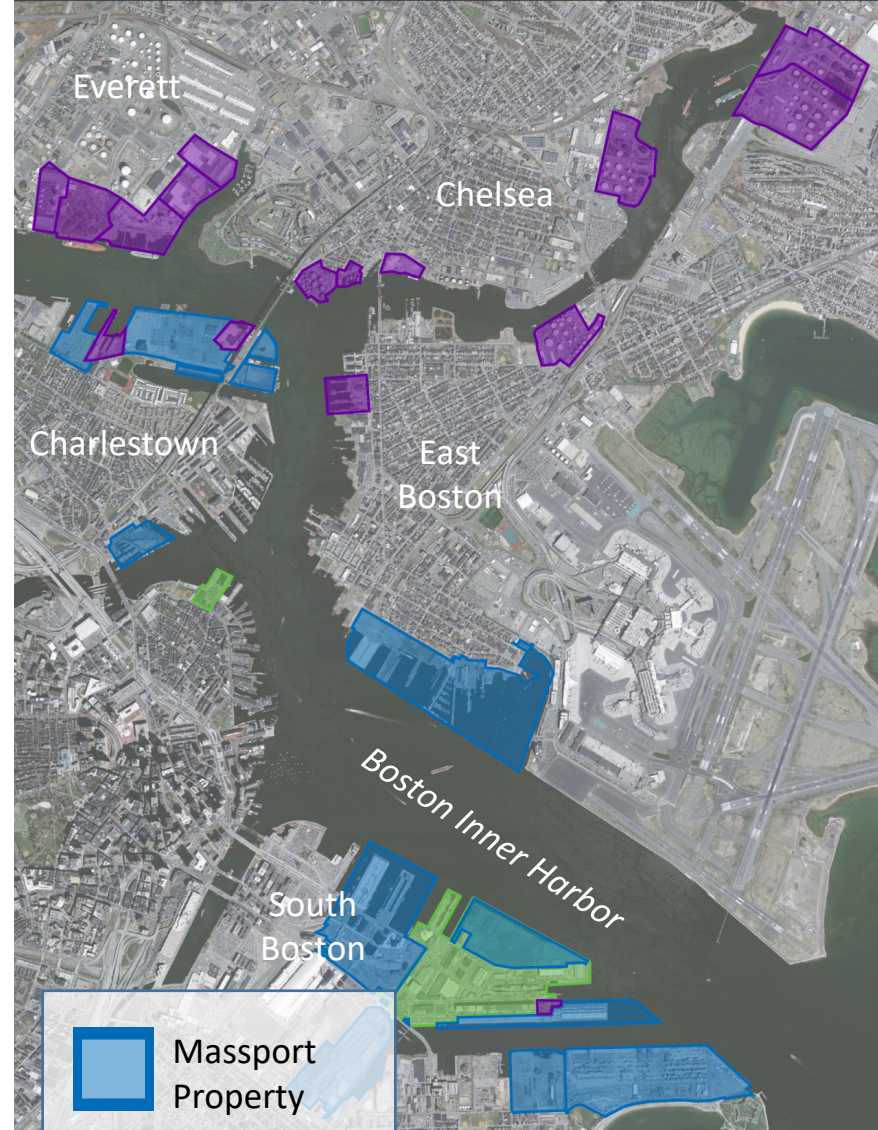 Everett
Chelsea
Charlestown
East
Boston
Boston Inner Harbor
South
Boston
Massport
Property